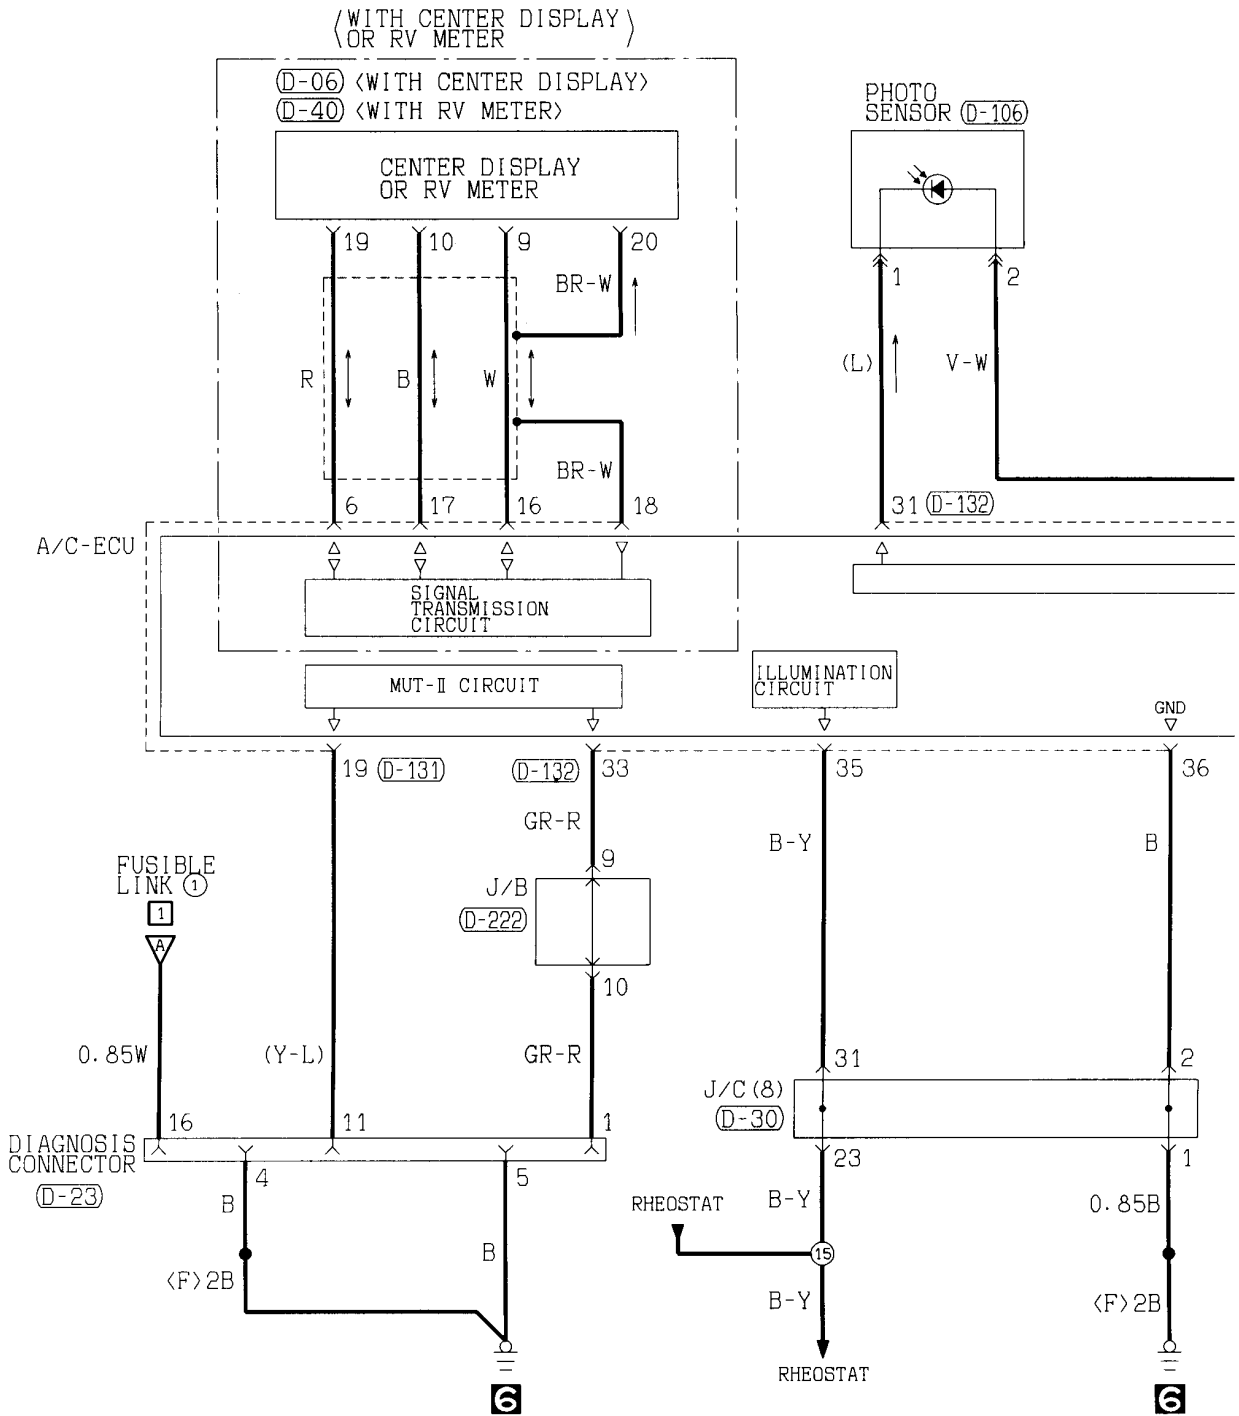 〈WITH CENTER DISPLAY
OR RV METER〉
D-06 〈WITH CENTER DISPLAY〉
D-40 〈WITH RV METER〉
CENTER DISPLAY
OR RV METER
19 10 9 20
BR-W
R B W
BR-W
6 17 16 18
PHOTO
SENSOR D-106
1 2
(L) V-W
31 D-132
A/C-ECU
SIGNAL
TRANSMISSION
CIRCUIT
MUT-Ⅱ CIRCUIT
ILLUMINATION
CIRCUIT
GND
19 D-131 D-132 33 35 36
GR-R
B-Y B
FUSIBLE
LINK ①
1
A
9
J/B
D-222
10
0.85W (Y-L) GR-R
31 2
J/C(8)
D-30
16 11 1
DIAGNOSIS
CONNECTOR
D-23
4 5
23 1
B
B
〈F〉2B
RHEOSTAT
B-Y
15
B-Y
RHEOSTAT
0.85B
〈F〉2B
6 6